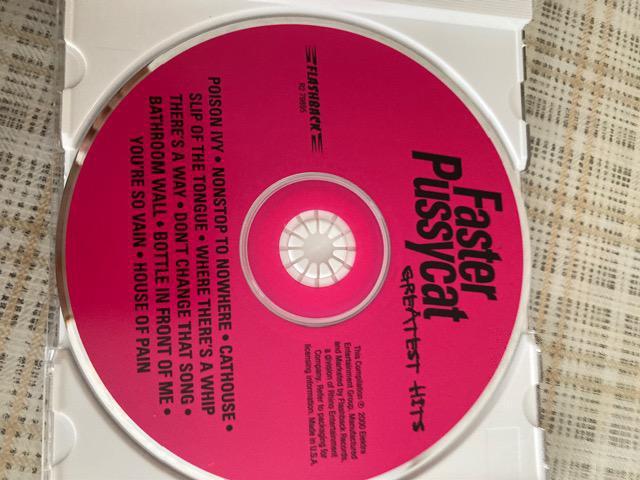 Faster
Pussycat
GREATEST HITS
FLASHBACK
R2 79895
POISON IVY • NONSTOP TO NOWHERE • CATHOUSE •
SLIP OF THE TONGUE • WHERE THERE'S A WHIP
THERE'S A WAY • DON'T CHANGE THAT SONG •
BATHROOM WALL • BOTTLE IN FRONT OF ME •
YOU'RE SO VAIN • HOUSE OF PAIN
This Compilation ℗ 2000 Elektra
Entertainment Group. Manufactured
and Marketed by Flashback Records,
a division of Rhino Entertainment
Company. Refer to packaging for
licensing information. Made in U.S.A